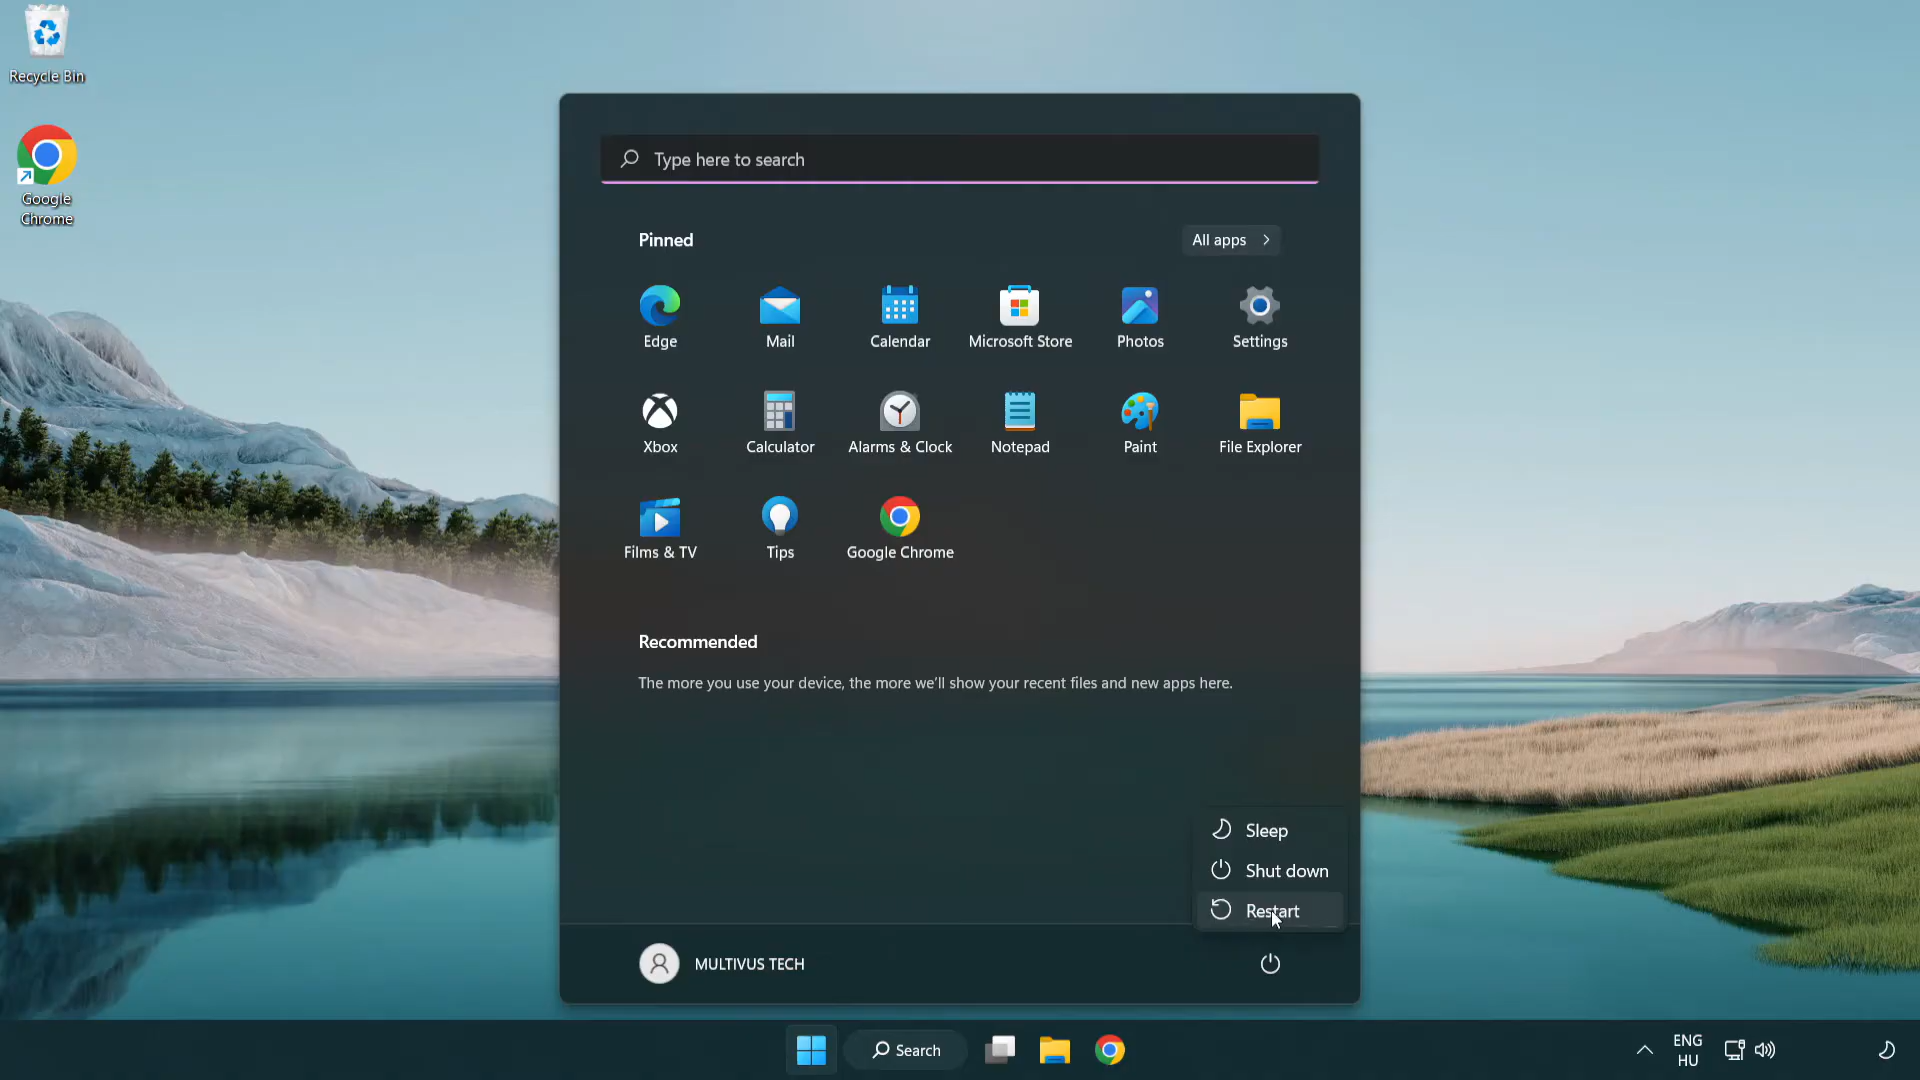 Recycle Bin
Google
Chrome
Type here to search
Pinned
All apps
Edge
Mail
Calendar
Microsoft Store
Photos
Settings
Xbox
Calculator
Alarms & Clock
Notepad
Paint
File Explorer
Films & TV
Tips
Google Chrome
Recommended
The more you use your device, the more we'll show your recent files and new apps here.
Sleep
Shut down
Restart
MULTIVUS TECH
Search
ENG
HU